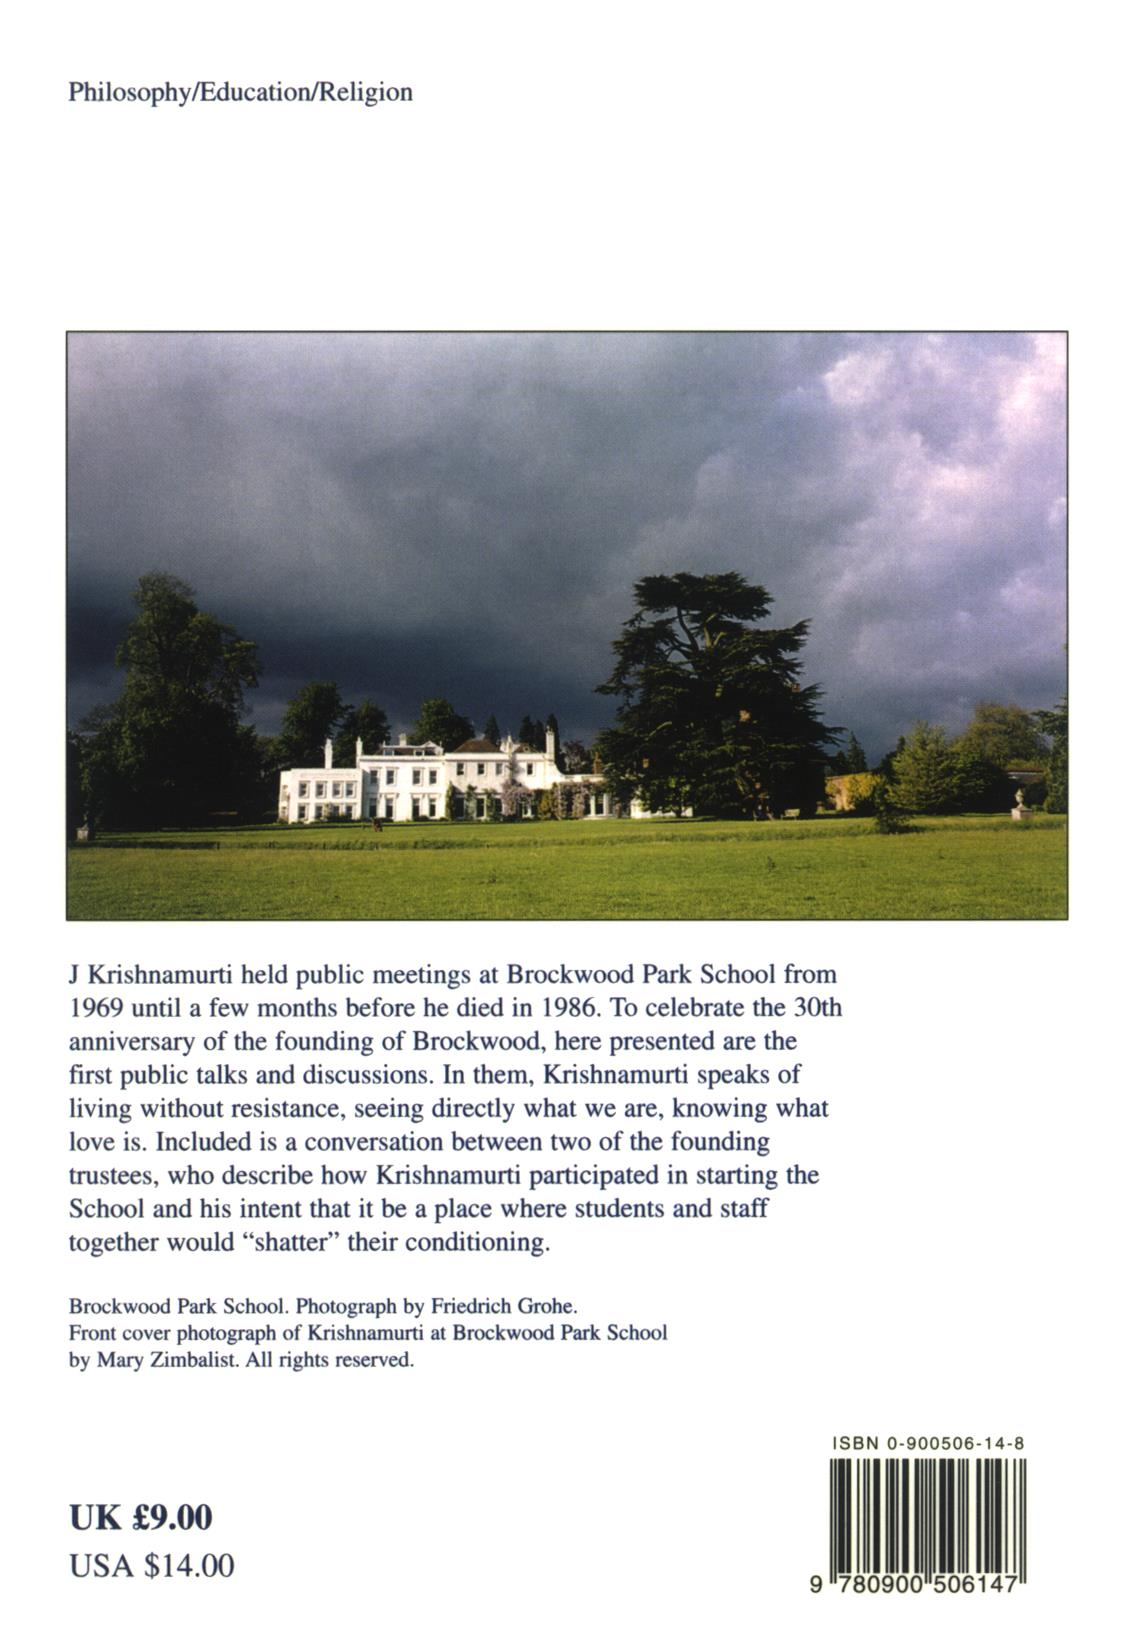 Philosophy/Education/Religion
J Krishnamurti held public meetings at Brockwood Park School from
1969 until a few months before he died in 1986. To celebrate the 30th
anniversary of the founding of Brockwood, here presented are the
first public talks and discussions. In them, Krishnamurti speaks of
living without resistance, seeing directly what we are, knowing what
love is. Included is a conversation between two of the founding
trustees, who describe how Krishnamurti participated in starting the
School and his intent that it be a place where students and staff
together would “shatter” their conditioning.
Brockwood Park School. Photograph by Friedrich Grohe.
Front cover photograph of Krishnamurti at Brockwood Park School
by Mary Zimbalist. All rights reserved.
ISBN 0-900506-14-8
UK £9.00
USA $14.00
9 780900 506147